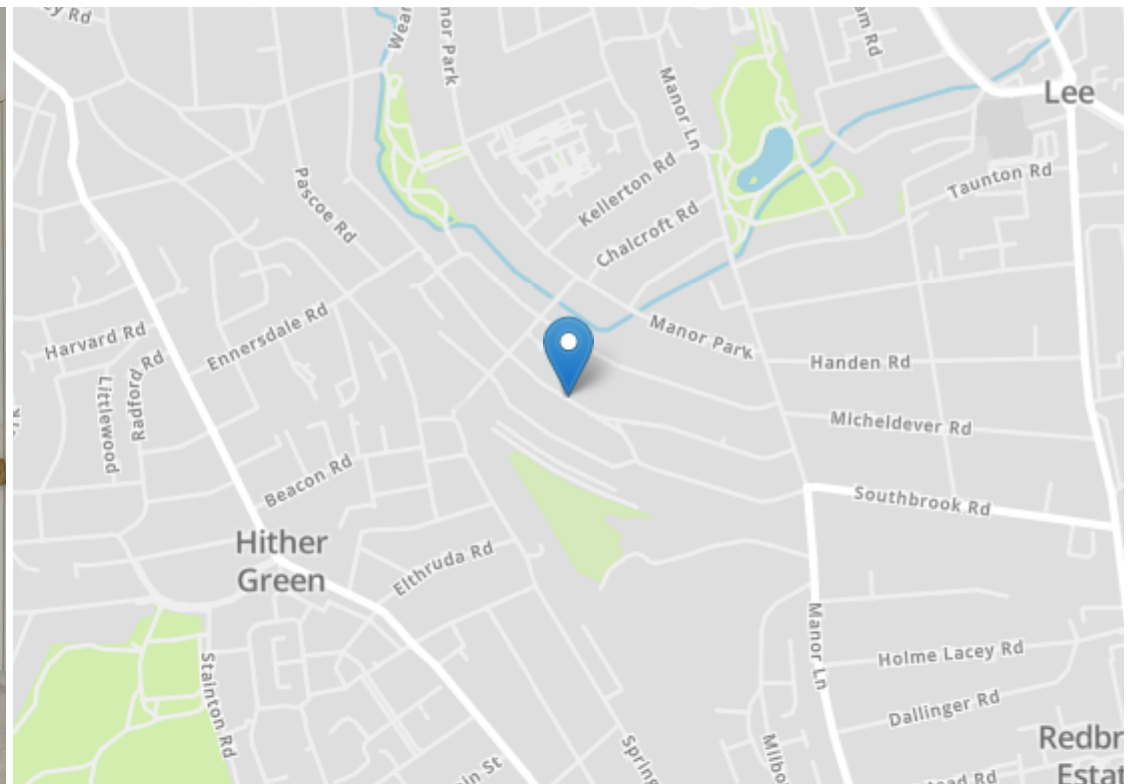 Manor Ln
Lee
Taunton Rd
Kellerton Rd
Chalcroft Rd
Pascoe Rd
Ennersdale Rd
Harvard Rd
Radford Rd
Littlewood
Manor Park
Handen Rd
Micheldever Rd
Beacon Rd
Southbrook Rd
Hither
Green
Elthruda Rd
Manor Ln
Holme Lacey Rd
Stainton Rd
Dallinger Rd